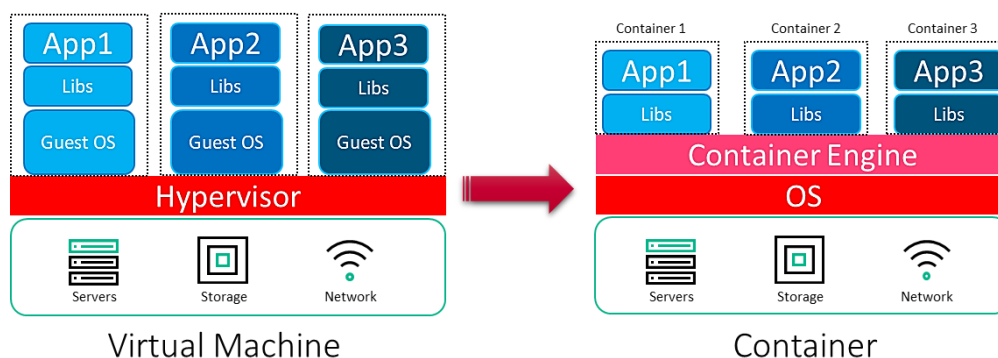 App1 App2 App3
Libs Libs Libs
Guest OS Guest OS Guest OS
Hypervisor
Servers Storage Network
Virtual Machine
Container 1 Container 2 Container 3
App1 App2 App3
Libs Libs Libs
Container Engine
OS
Servers Storage Network
Container